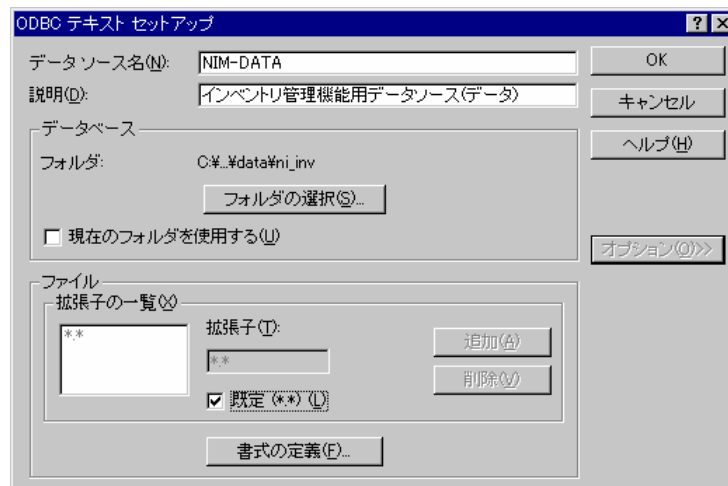 ODBC テキスト セットアップ
データ ソース名(N): NIM-DATA
OK
説明(D): インベントリ管理機能用データソース(データ)
キャンセル
データベース
ヘルプ(H)
フォルダ: C:¥...¥data¥ni_inv
フォルダの選択(S)...
現在のフォルダを使用する(U)
オプション(O)>>
ファイル
拡張子の一覧(X)
*.*
拡張子(T):
*.*
追加(A)
削除(V)
既定 (*.*) (L)
書式の定義(F)...